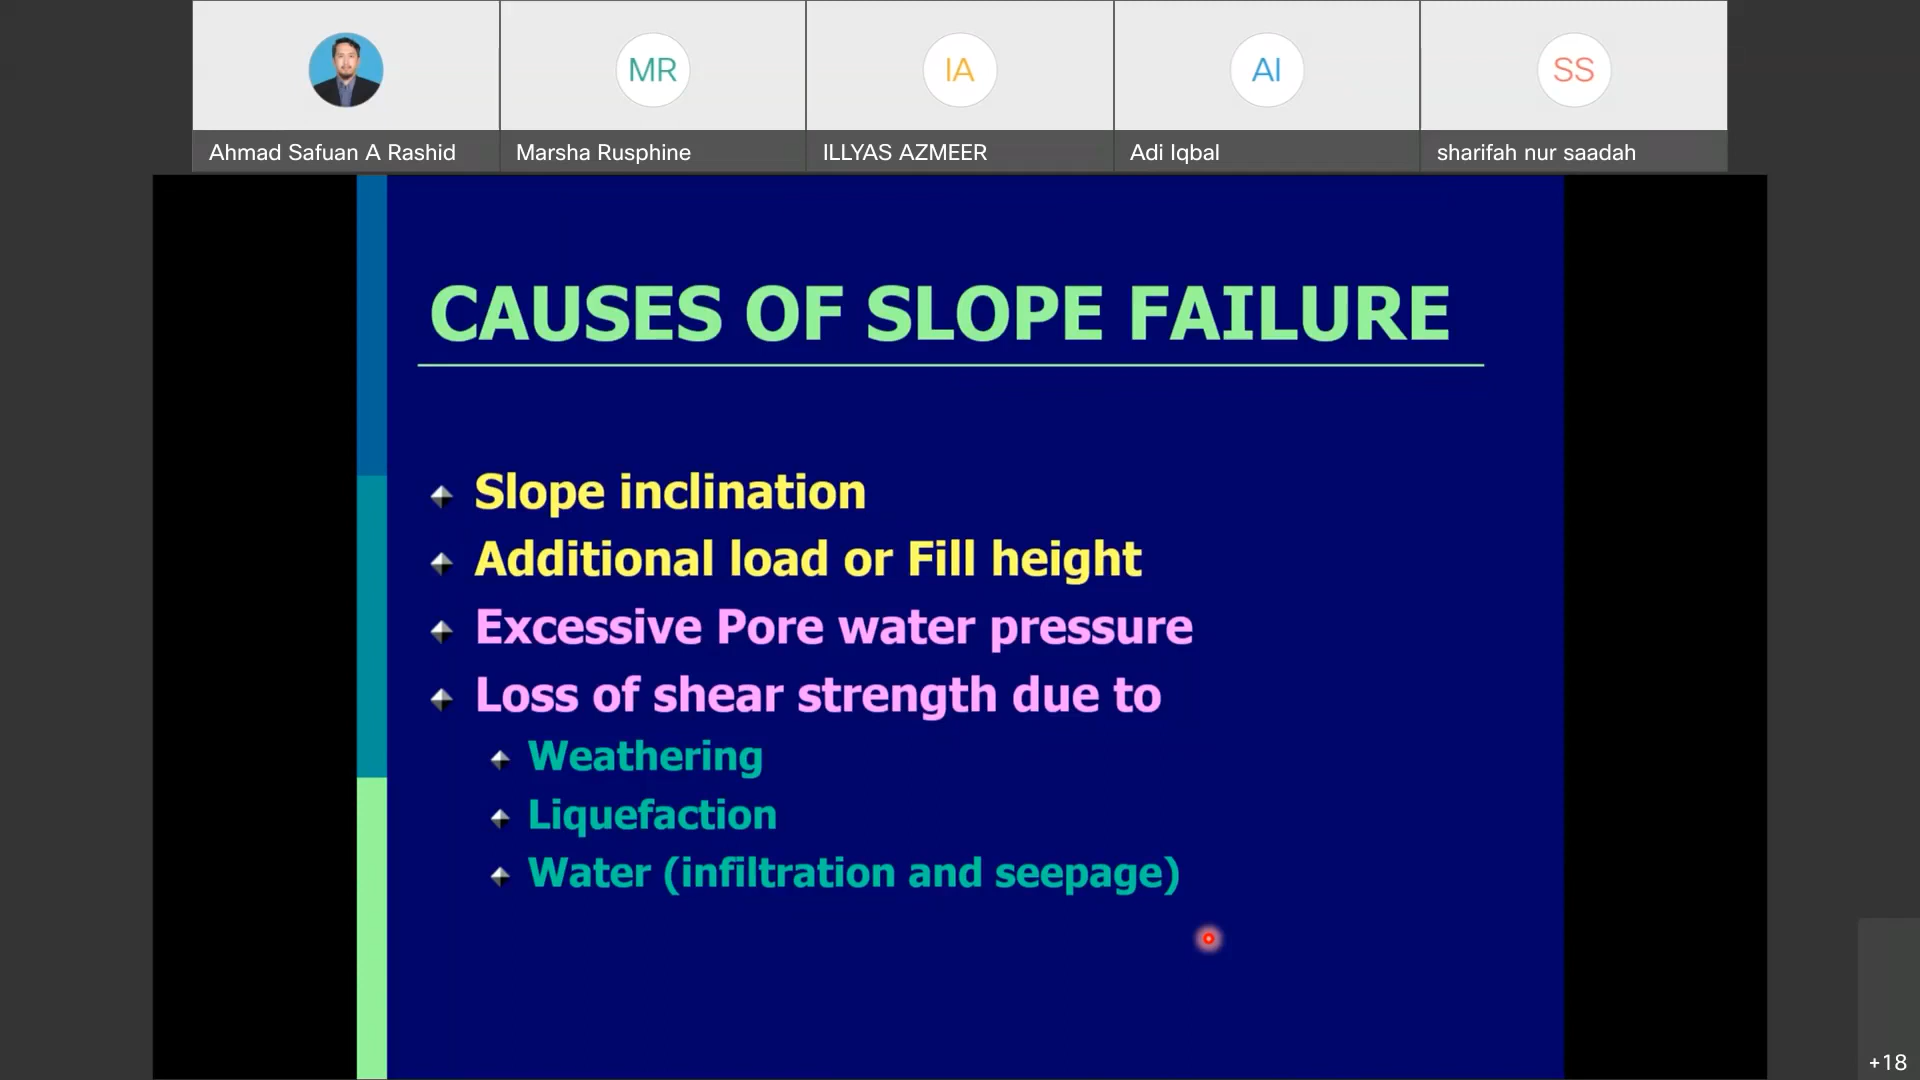 MR
IA
AI
SS
Ahmad Safuan A Rashid
Marsha Rusphine
ILLYAS AZMEER
Adi Iqbal
sharifah nur saadah
CAUSES OF SLOPE FAILURE
Slope inclination
Additional load or Fill height
Excessive Pore water pressure
Loss of shear strength due to
Weathering
Liquefaction
Water (infiltration and seepage)
+18